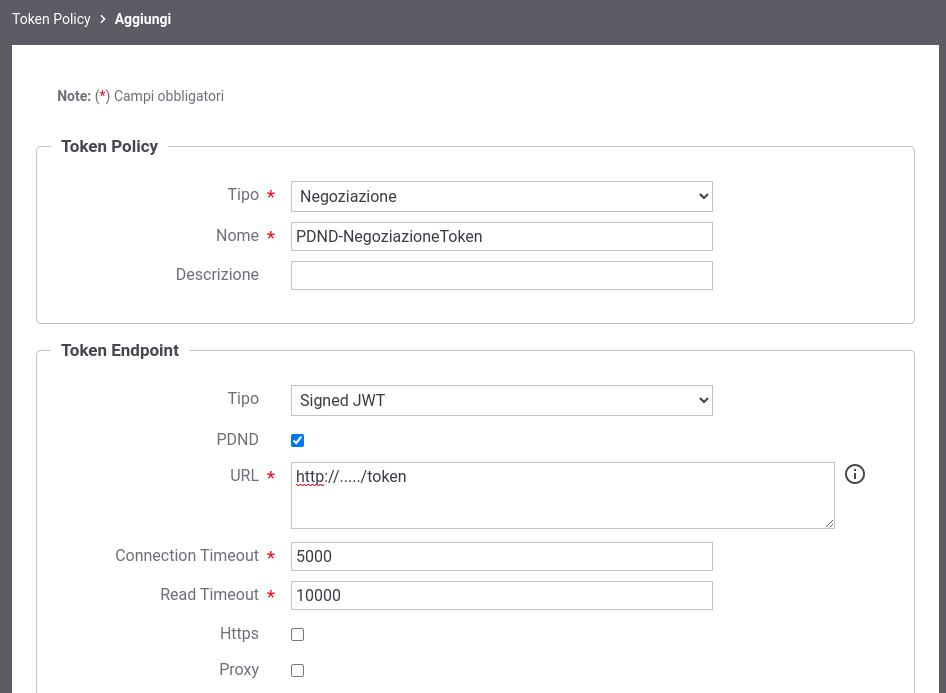 Token Policy > Aggiungi
Note: (*) Campi obbligatori
Token Policy
Tipo * Negoziazione
Nome * PDND-NegoziazioneToken
Descrizione
Token Endpoint
Tipo Signed JWT
PDND
URL * http://...../token
Connection Timeout * 5000
Read Timeout * 10000
Https
Proxy